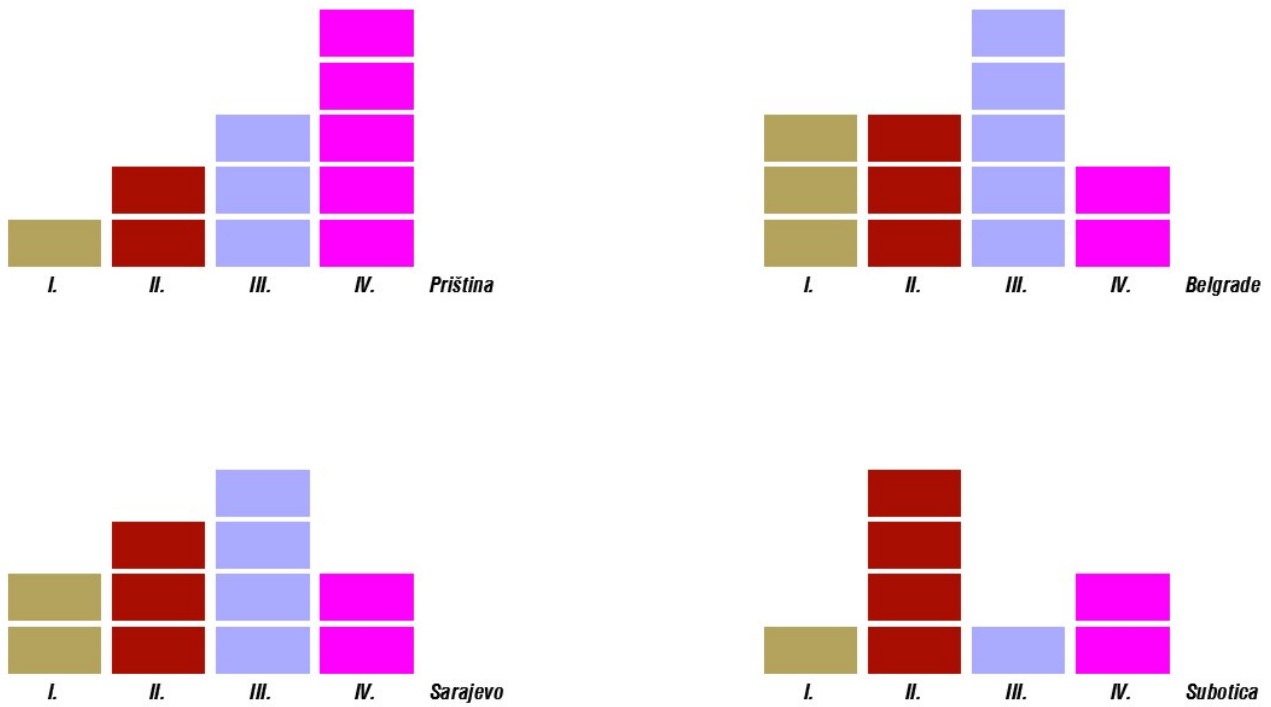 I. II. III. IV. Priština
I. II. III. IV. Belgrade
I. II. III. IV. Sarajevo
I. II. III. IV. Subotica